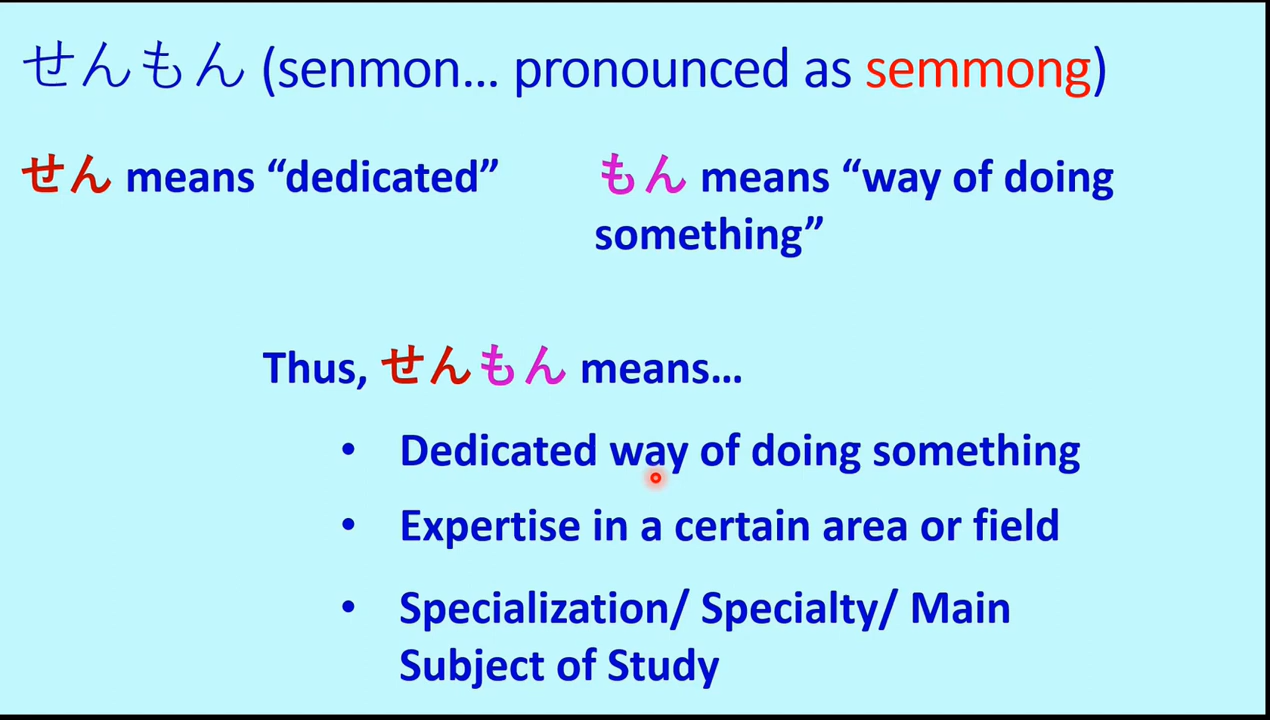 せんもん (senmon... pronounced as semmong)
せん means “dedicated”
もん means “way of doing
something”
Thus, せんもん means...
• Dedicated way of doing something
• Expertise in a certain area or field
• Specialization/ Specialty/ Main
Subject of Study